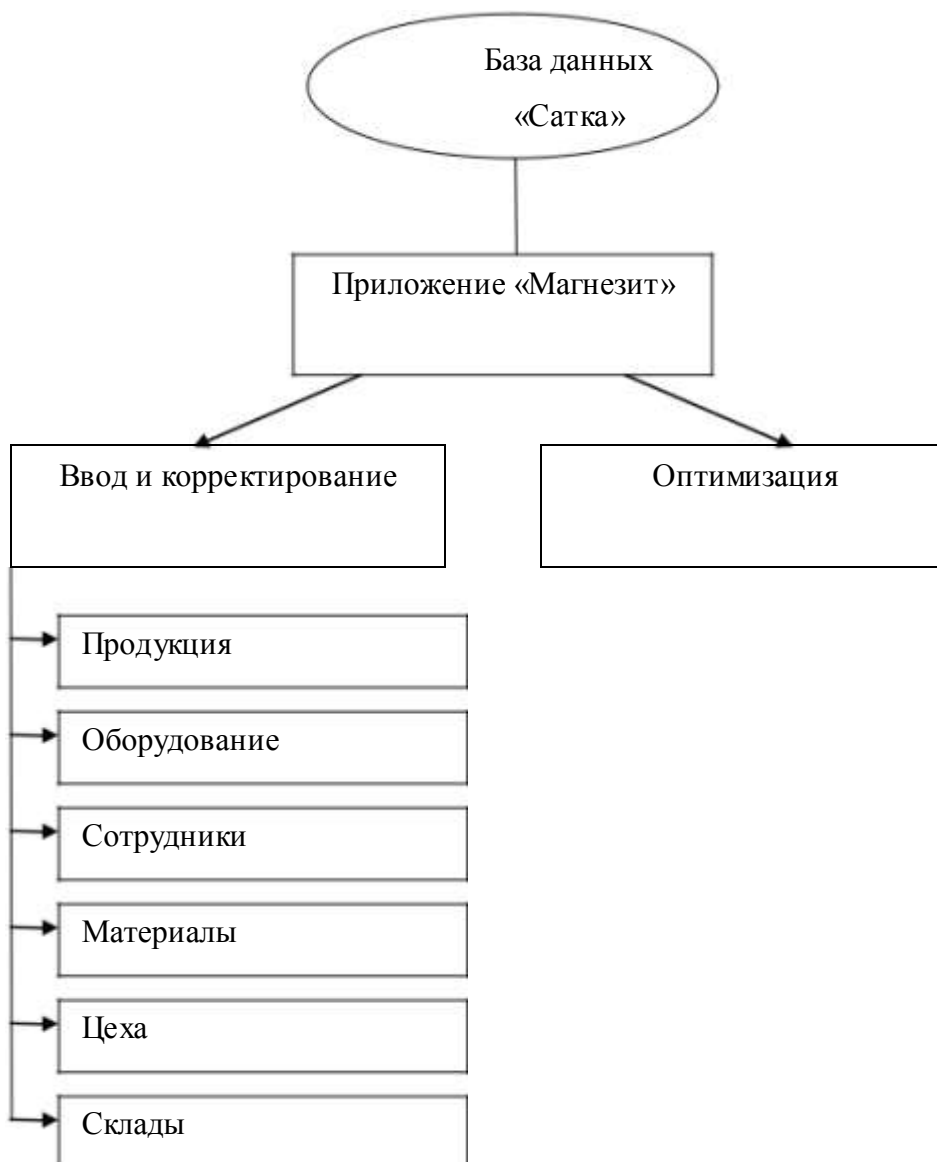 База данных
«Сатка»
Приложение «Магнезит»
Ввод и корректирование
Оптимизация
Продукция
Оборудование
Сотрудники
Материалы
Цеха
Склады